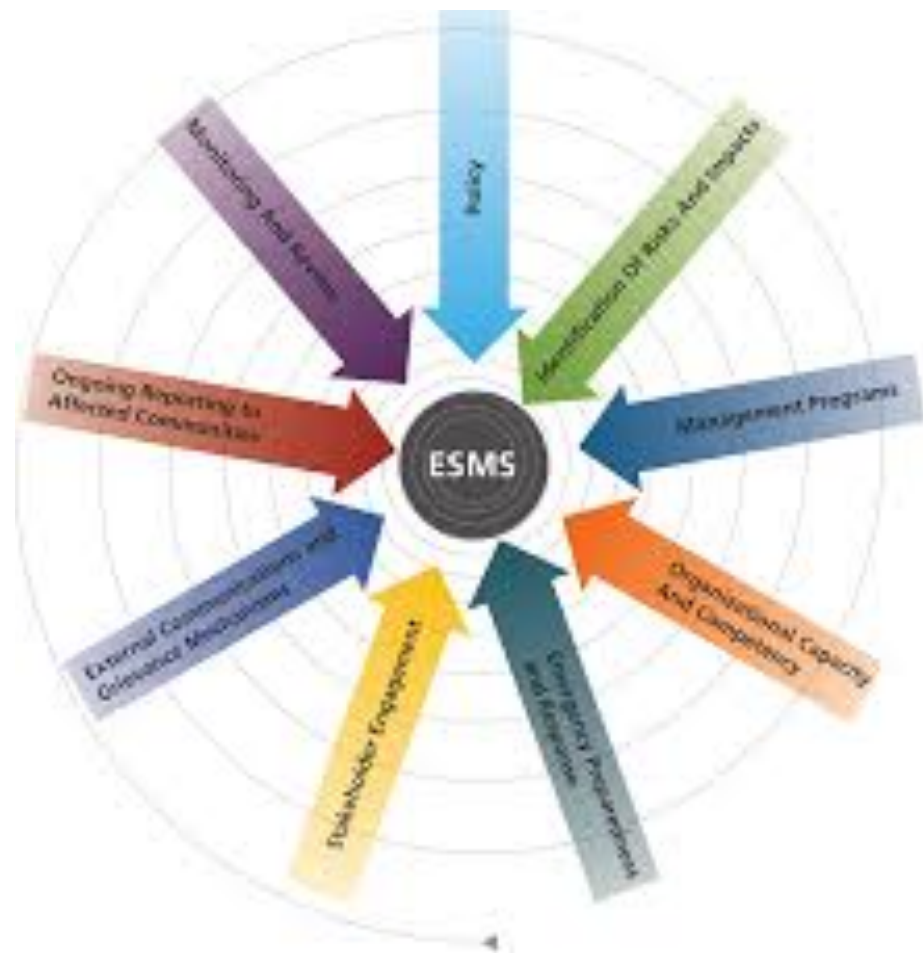 Policy
Identification Of Risks And Impacts
Management Programs
Organizational Capacity
And Competency
Emergency Preparedness
and Response
Stakeholder Engagement
External Communications and
Grievance Mechanisms
Ongoing Reporting to
Affected Communities
Monitoring And Review
ESMS